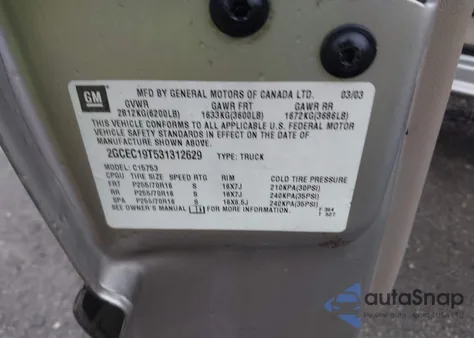 GM
MFD BY GENERAL MOTORS OF CANADA LTD. 03/03
GVWR GAWR FRT GAWR RR
2812KG(6200LB) 1633KG(3600LB) 1672KG(3686LB)
THIS VEHICLE CONFORMS TO ALL APPLICABLE U.S. FEDERAL MOTOR
VEHICLE SAFETY STANDARDS IN EFFECT ON THE DATE OF
MANUFACTURE SHOWN ABOVE.
2GCEC19T531312629 TYPE: TRUCK
MODEL: C15753
TIRE SIZE SPEED RTG RIM COLD TIRE PRESSURE
FRT P255/70R16 S 16X7J 210KPA(30PSI)
RR P255/70R16 S 16X7J 240KPA(35PSI)
SPA P255/70R16 S 16X6.5J 240KPA(35PSI)
SEE OWNER'S MANUAL FOR MORE INFORMATION.
autoSnap